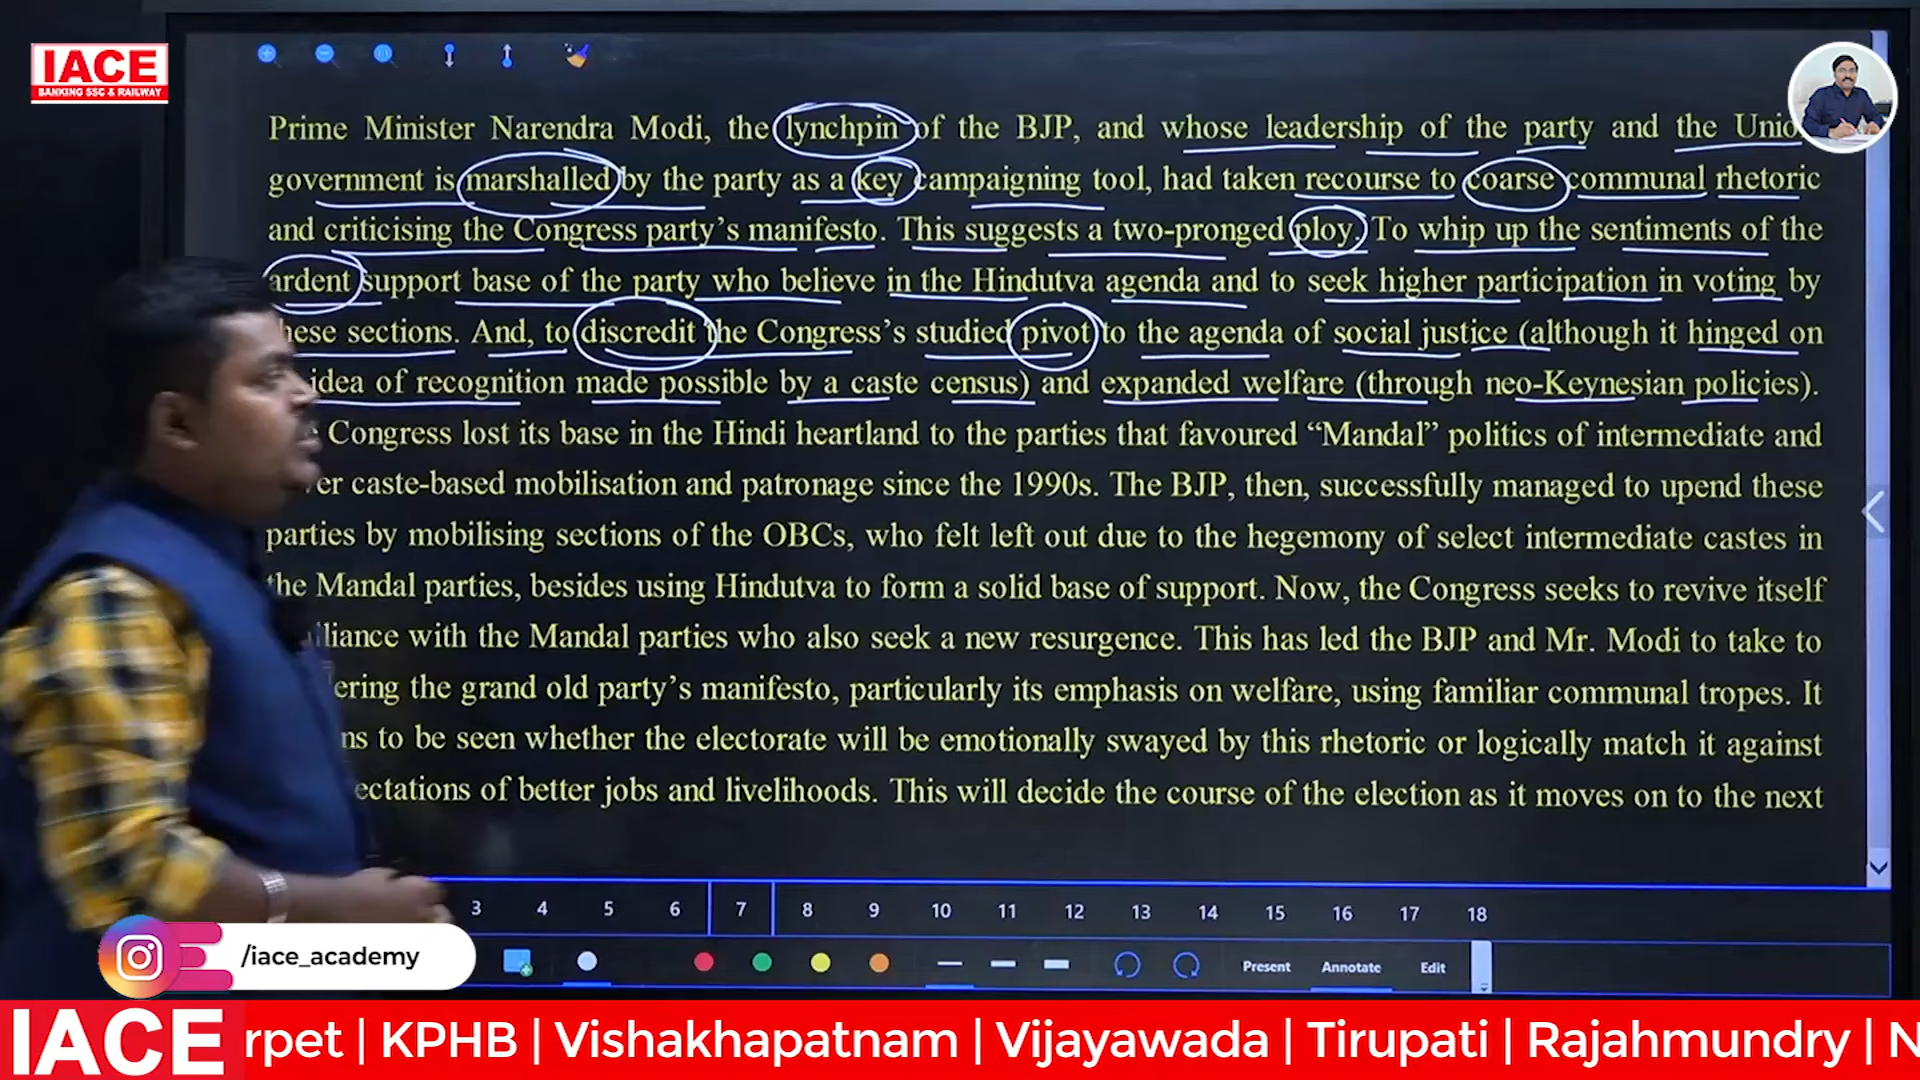 IACE
BANKING SSC & RAILWAY
Prime Minister Narendra Modi, the lynchpin of the BJP, and whose leadership of the party and the Unio
government is marshalled by the party as a key campaigning tool, had taken recourse to coarse communal rhetoric
and criticising the Congress party's manifesto. This suggests a two-pronged ploy. To whip up the sentiments of the
ardent support base of the party who believe in the Hindutva agenda and to seek higher participation in voting by
hese sections. And, to discredit the Congress's studied pivot to the agenda of social justice (although it hinged on
idea of recognition made possible by a caste census) and expanded welfare (through neo-Keynesian policies).
Congress lost its base in the Hindi heartland to the parties that favoured “Mandal” politics of intermediate and
er caste-based mobilisation and patronage since the 1990s. The BJP, then, successfully managed to upend these
parties by mobilising sections of the OBCs, who felt left out due to the hegemony of select intermediate castes in
the Mandal parties, besides using Hindutva to form a solid base of support. Now, the Congress seeks to revive itself
liance with the Mandal parties who also seek a new resurgence. This has led the BJP and Mr. Modi to take to
ering the grand old party's manifesto, particularly its emphasis on welfare, using familiar communal tropes. It
ns to be seen whether the electorate will be emotionally swayed by this rhetoric or logically match it against
ectations of better jobs and livelihoods. This will decide the course of the election as it moves on to the next
3 4 5 6 7 8 9 10 11 12 13 14 15 16 17 18
/iace_academy
Present Annotate Edit
IACE rpet | KPHB | Vishakhapatnam | Vijayawada | Tirupati | Rajahmundry | N